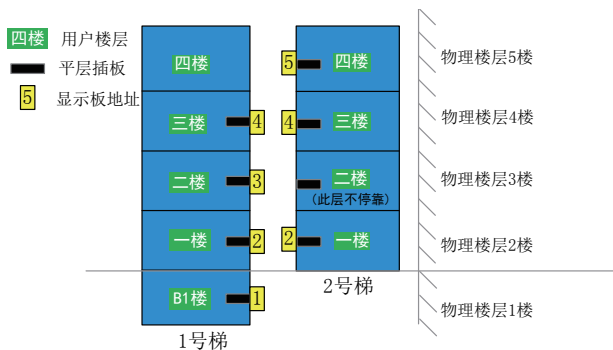 四楼 用户楼层
平层插板
5 显示板地址
四楼
三楼 4
二楼 3
一楼 2
B1楼 1
1号梯
5 四楼
4 三楼
二楼
(此层不停靠)
2 一楼
2号梯
物理楼层5楼
物理楼层4楼
物理楼层3楼
物理楼层2楼
物理楼层1楼